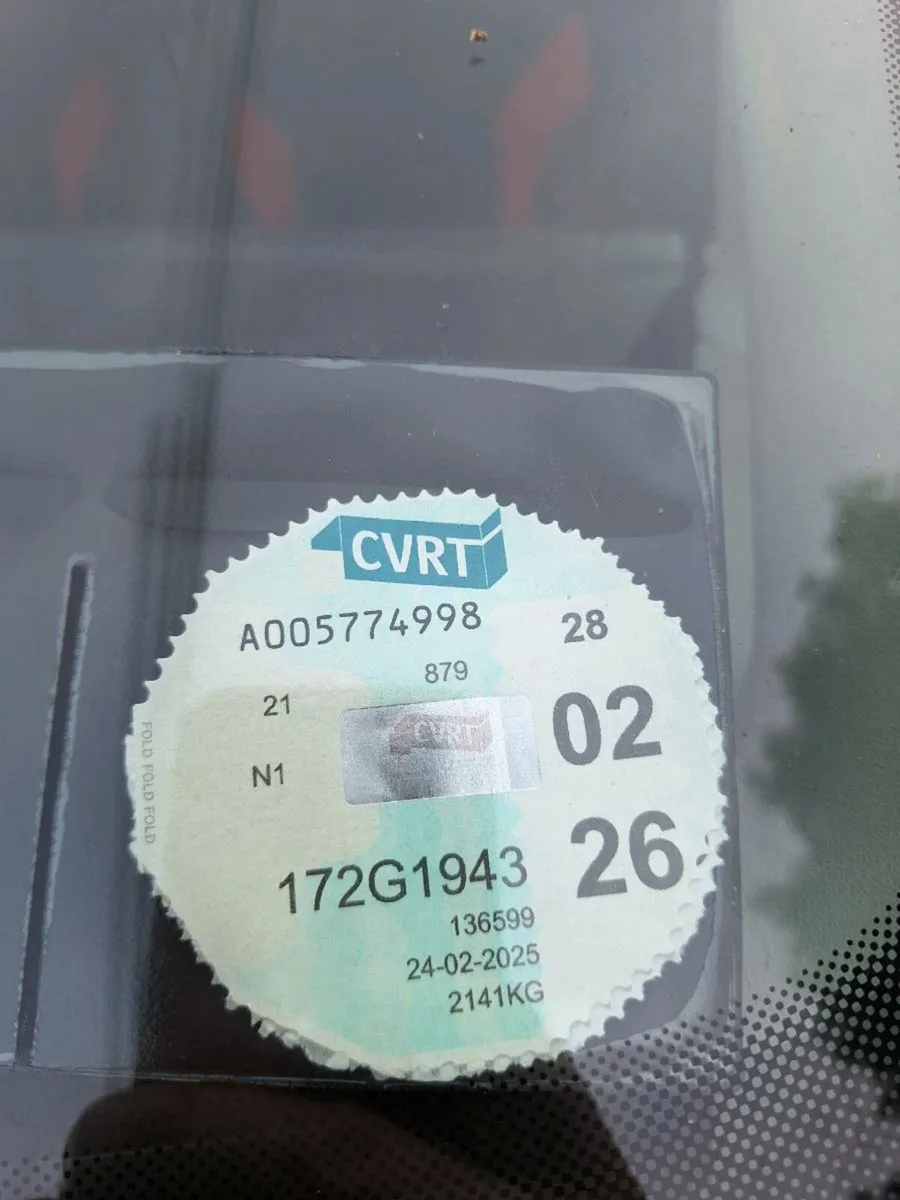 CVRT
A005774998
28
879
21
02
CVRT
N1
26
172G1943
136599
24-02-2025
2141KG
FOLD FOLD FOLD